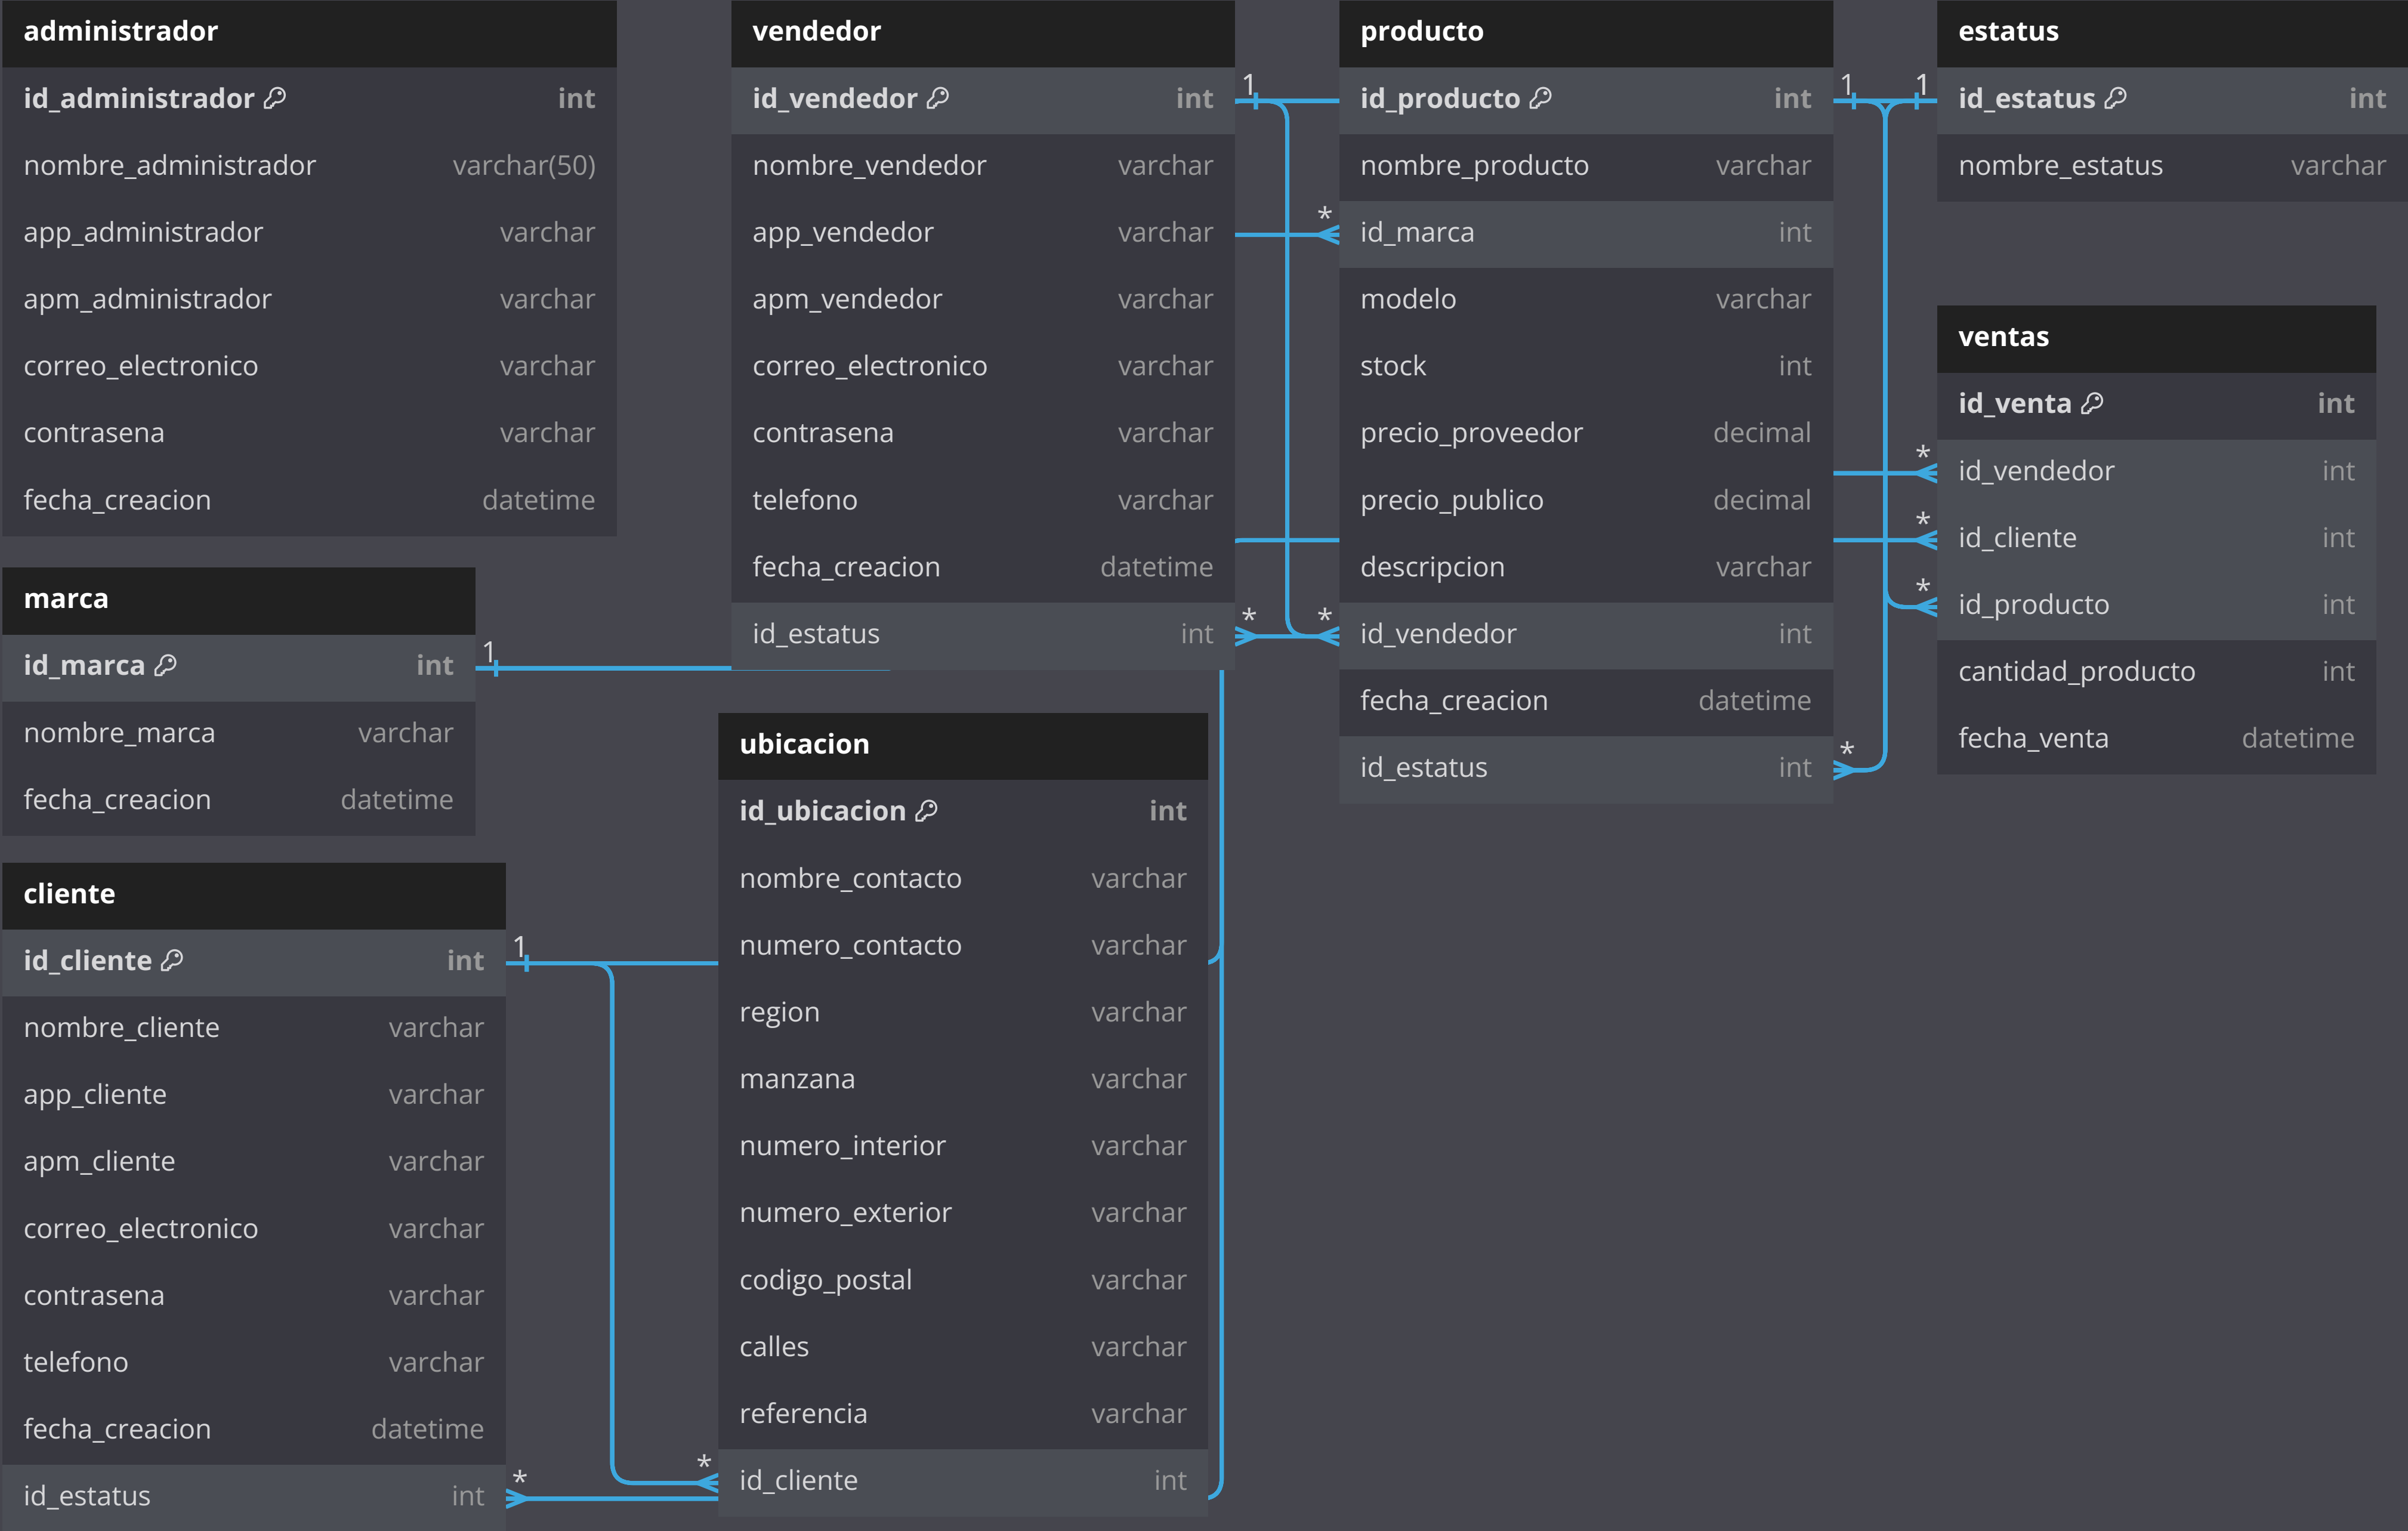 administrador
id_administrador int
nombre_administrador varchar(50)
app_administrador varchar
apm_administrador varchar
correo_electronico varchar
contrasena varchar
fecha_creacion datetime
marca
id_marca int
1
nombre_marca varchar
fecha_creacion datetime
cliente
id_cliente int
1
nombre_cliente varchar
app_cliente varchar
apm_cliente varchar
correo_electronico varchar
contrasena varchar
telefono varchar
fecha_creacion datetime
id_estatus int
*
vendedor
id_vendedor int
1
nombre_vendedor varchar
app_vendedor varchar
apm_vendedor varchar
correo_electronico varchar
contrasena varchar
telefono varchar
fecha_creacion datetime
id_estatus int
*
ubicacion
id_ubicacion int
nombre_contacto varchar
numero_contacto varchar
region varchar
manzana varchar
numero_interior varchar
numero_exterior varchar
codigo_postal varchar
calles varchar
referencia varchar
*
id_cliente int
producto
id_producto int
1
nombre_producto varchar
*
id_marca int
modelo varchar
stock int
precio_proveedor decimal
precio_publico decimal
descripcion varchar
*
id_vendedor int
fecha_creacion datetime
id_estatus int
*
estatus
1
id_estatus int
nombre_estatus varchar
ventas
id_venta int
*
id_vendedor int
*
id_cliente int
*
id_producto int
cantidad_producto int
fecha_venta datetime